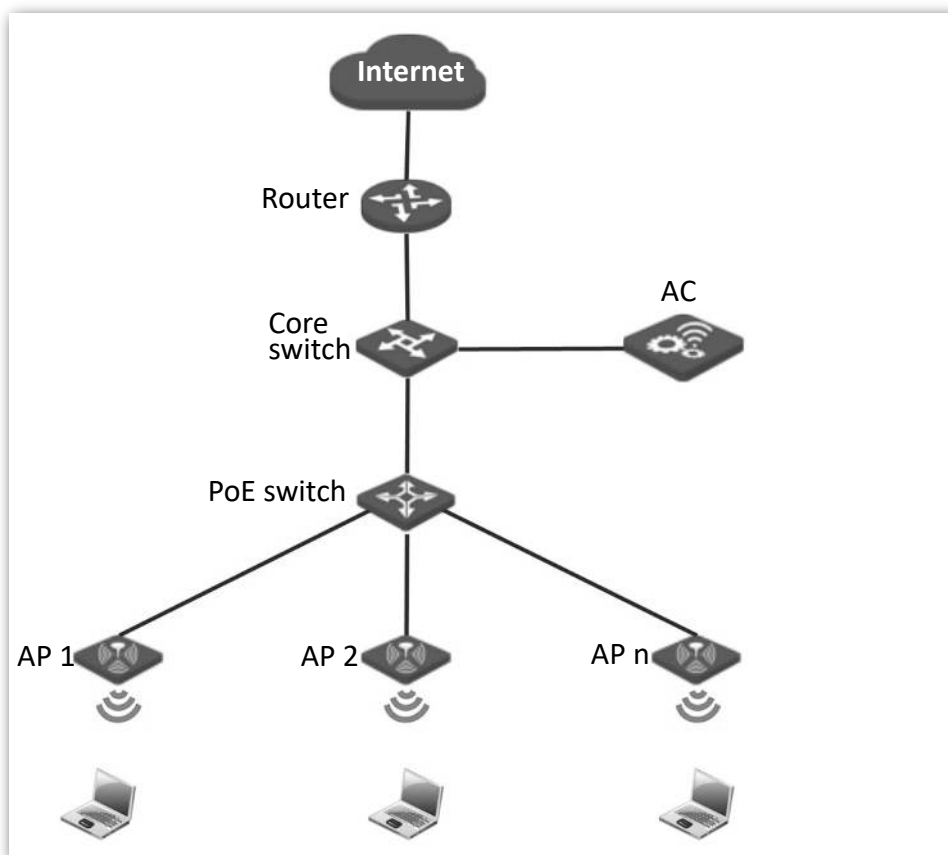 Internet
Router
AC
Core
switch
PoE switch
AP 1
AP 2
AP n